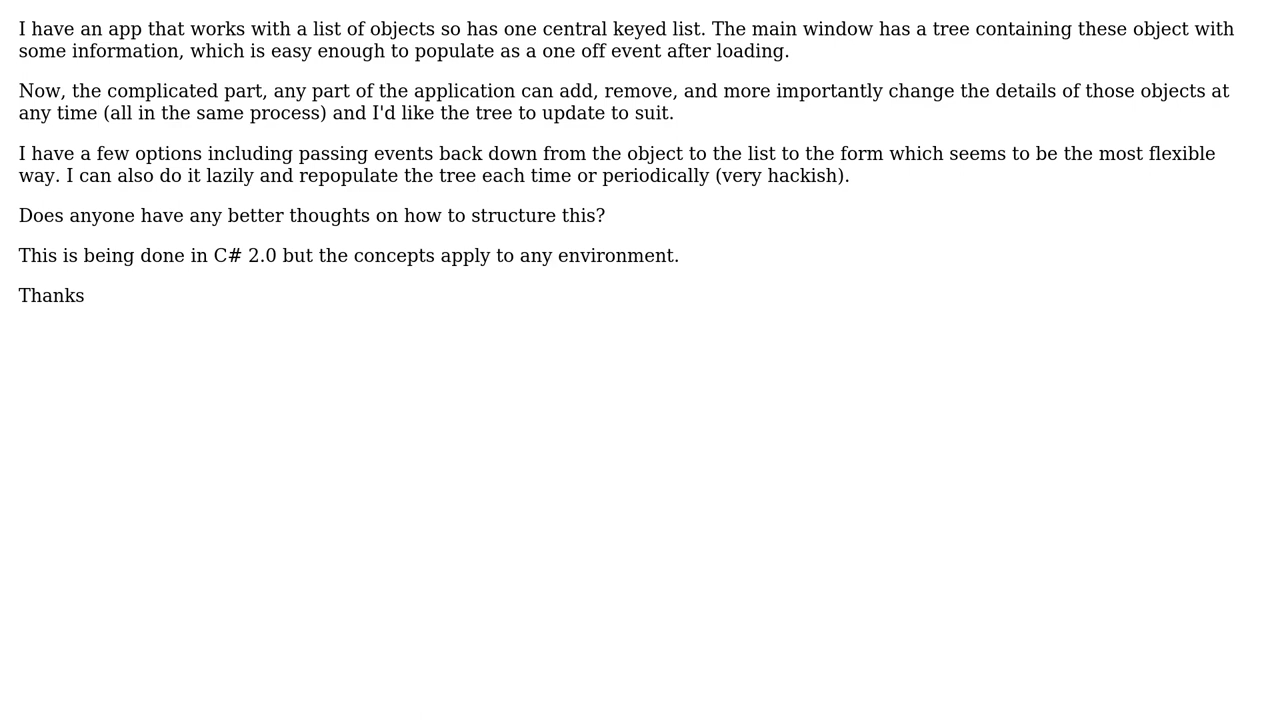 I have an app that works with a list of objects so has one central keyed list. The main window has a tree containing these object with
some information, which is easy enough to populate as a one off event after loading.
Now, the complicated part, any part of the application can add, remove, and more importantly change the details of those objects at
any time (all in the same process) and I'd like the tree to update to suit.
I have a few options including passing events back down from the object to the list to the form which seems to be the most flexible
way. I can also do it lazily and repopulate the tree each time or periodically (very hackish).
Does anyone have any better thoughts on how to structure this?
This is being done in C# 2.0 but the concepts apply to any environment.
Thanks